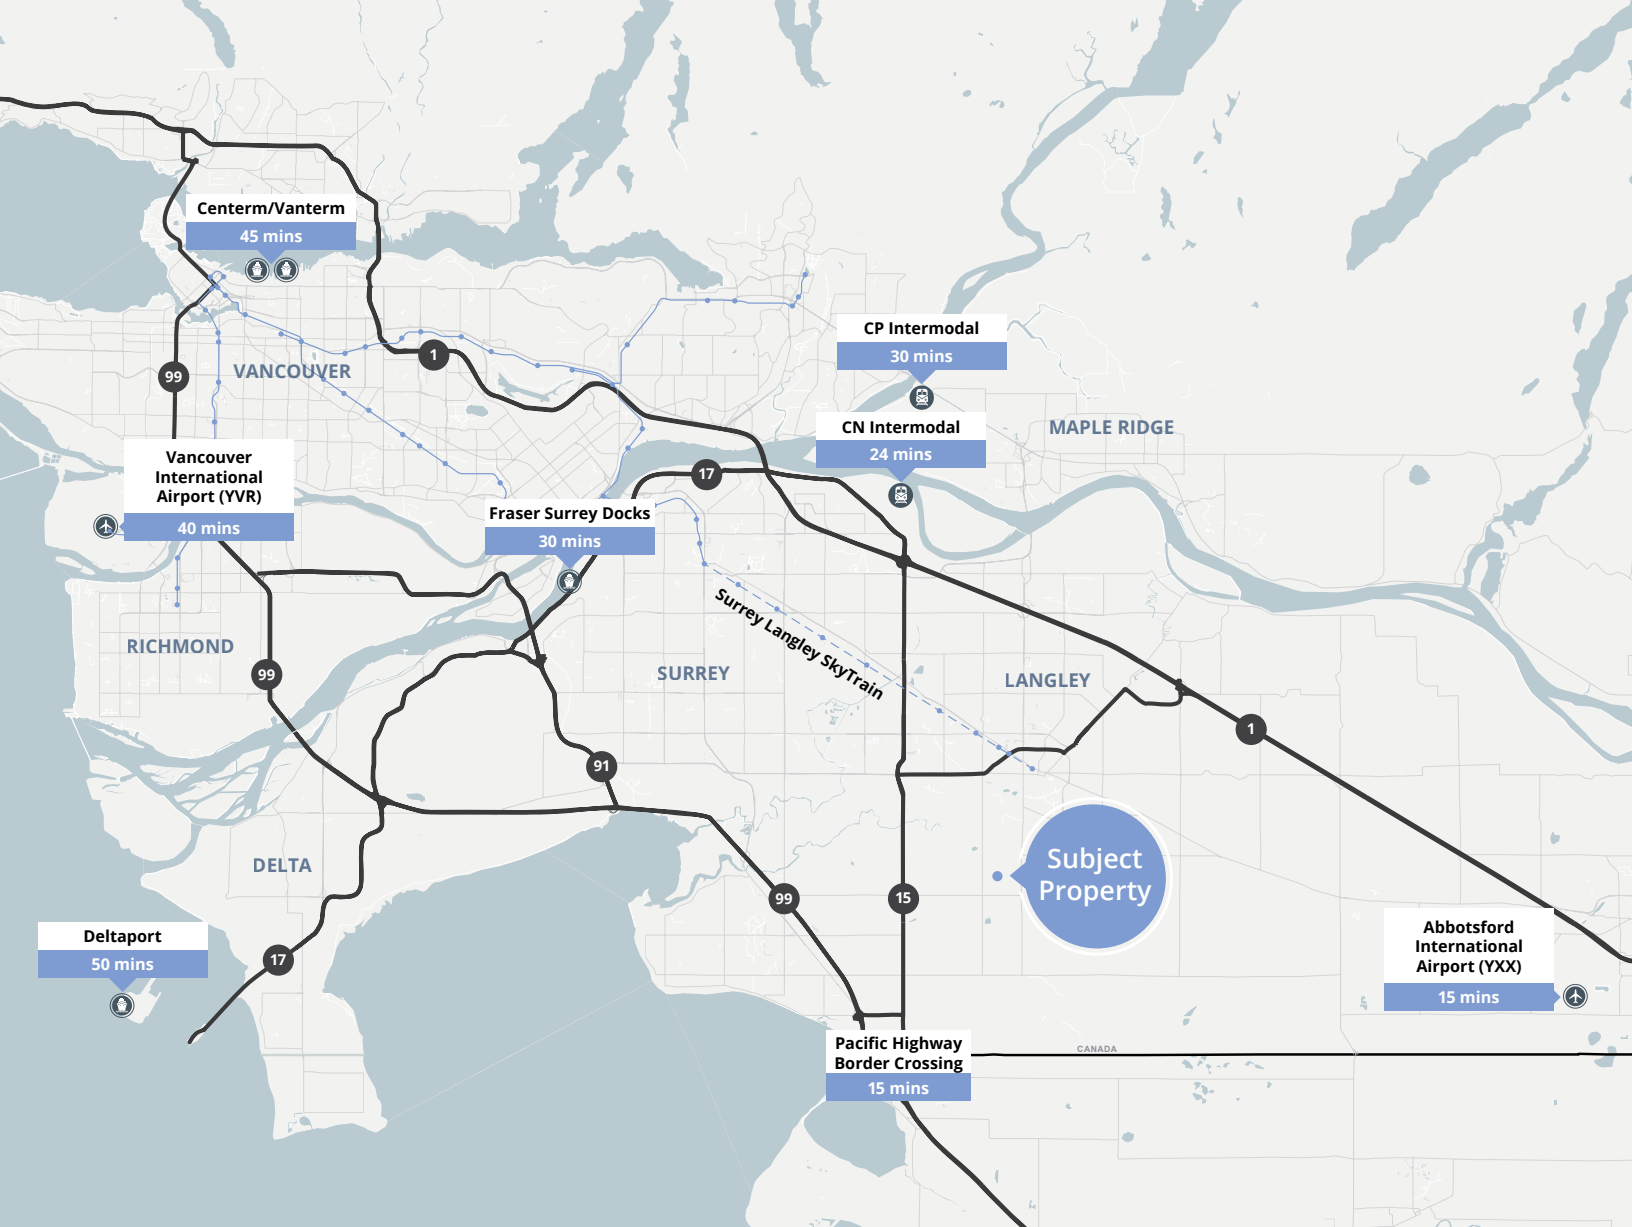 Centerm/Vanterm
45 mins
CP Intermodal
30 mins
1
99
VANCOUVER
CN Intermodal
24 mins
MAPLE RIDGE
Vancouver
International
Airport (YVR)
40 mins
17
Fraser Surrey Docks
30 mins
Surrey Langley SkyTrain
RICHMOND
99
SURREY
LANGLEY
1
91
DELTA
Subject
Property
99
15
17
Deltaport
50 mins
Abbotsford
International
Airport (YXX)
15 mins
Pacific Highway
Border Crossing
15 mins
CANADA